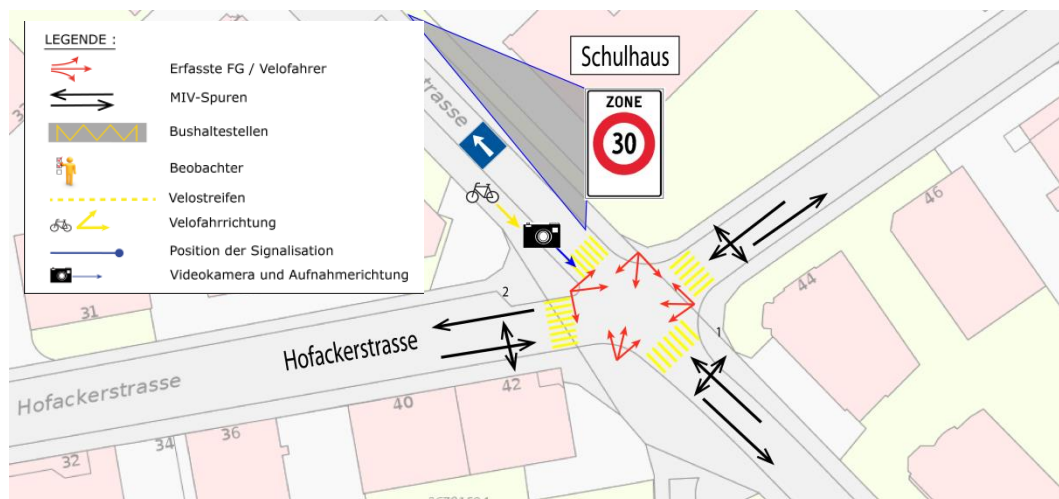 LEGENDE :
Erfasste FG / Velofahrer
MIV-Spuren
Bushaltestellen
Beobachter
Velostreifen
Velofahrrichtung
Position der Signalisation
Videokamera und Aufnahmerichtung
Schulhaus
ZONE
30
strasse
46
44
31
2
1
Hofackerstrasse
Hofackerstrasse
42
40
36
34
32